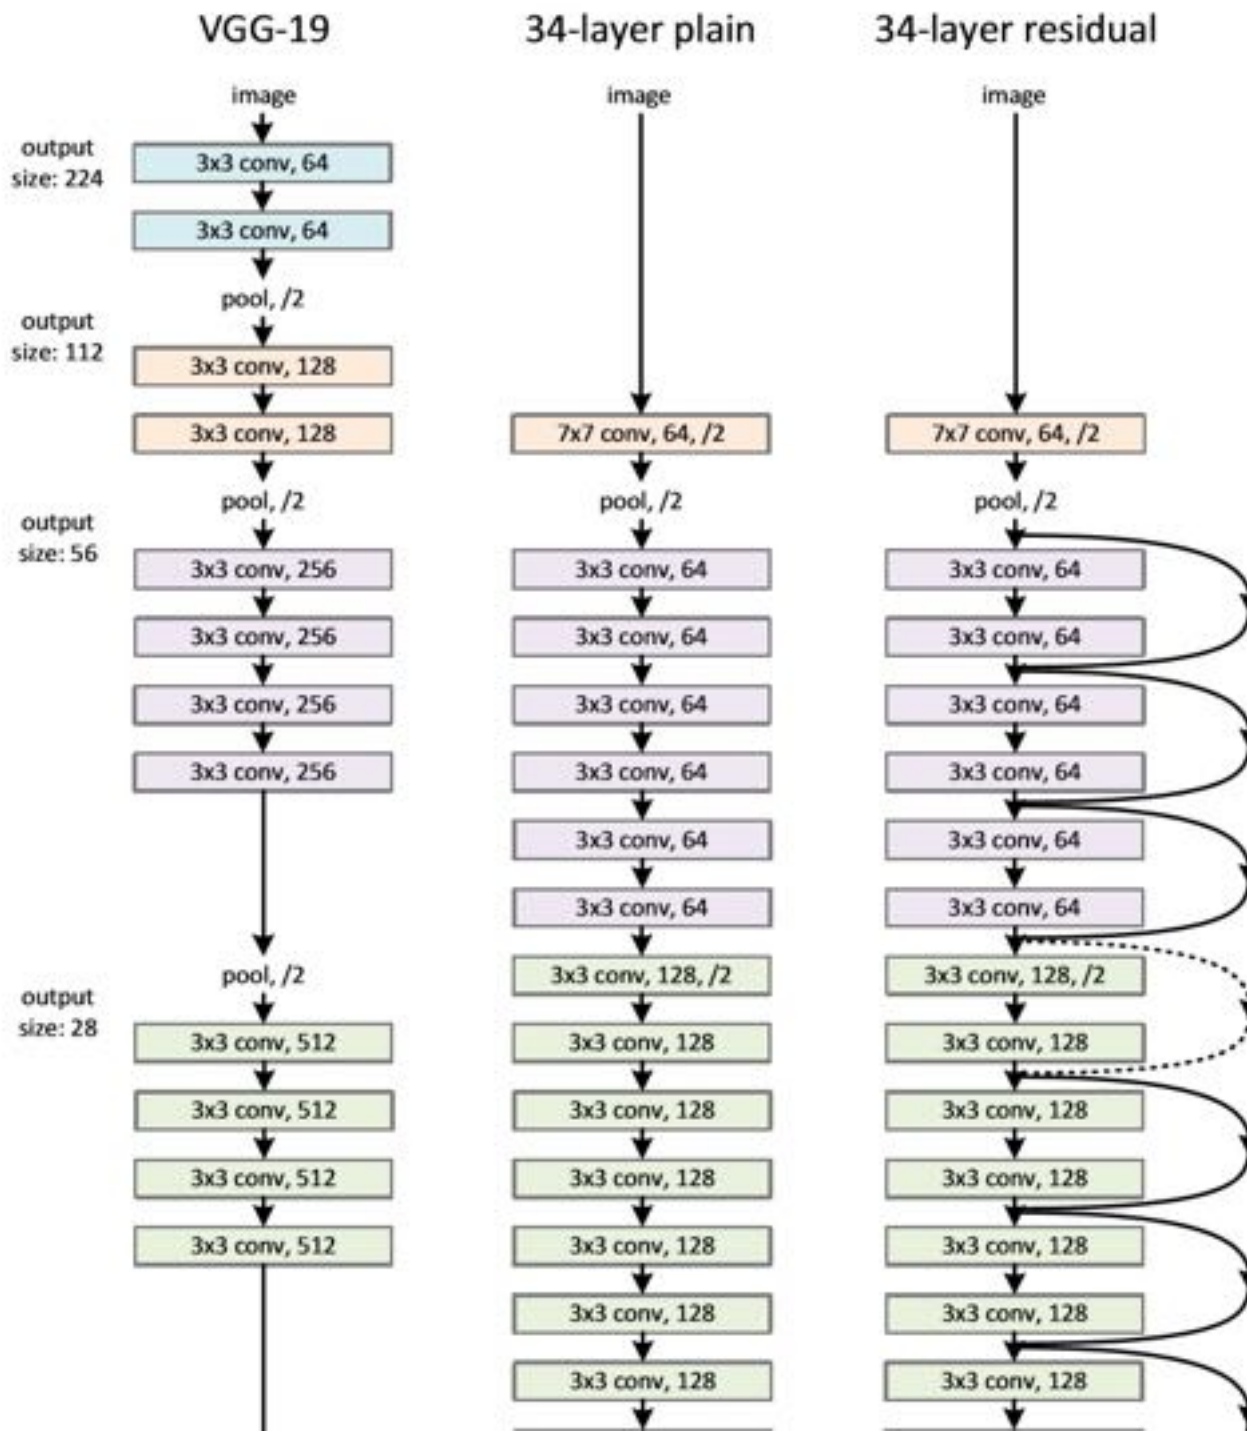 VGG-19
34-layer plain
34-layer residual
image
image
image
output
size: 224
3x3 conv, 64
3x3 conv, 64
pool, /2
output
size: 112
3x3 conv, 128
3x3 conv, 128
7x7 conv, 64, /2
7x7 conv, 64, /2
pool, /2
pool, /2
pool, /2
output
size: 56
3x3 conv, 256
3x3 conv, 64
3x3 conv, 64
3x3 conv, 256
3x3 conv, 64
3x3 conv, 64
3x3 conv, 256
3x3 conv, 64
3x3 conv, 64
3x3 conv, 256
3x3 conv, 64
3x3 conv, 64
3x3 conv, 64
3x3 conv, 64
3x3 conv, 64
3x3 conv, 64
pool, /2
3x3 conv, 128, /2
3x3 conv, 128, /2
output
size: 28
3x3 conv, 512
3x3 conv, 128
3x3 conv, 128
3x3 conv, 512
3x3 conv, 128
3x3 conv, 128
3x3 conv, 512
3x3 conv, 128
3x3 conv, 128
3x3 conv, 512
3x3 conv, 128
3x3 conv, 128
3x3 conv, 128
3x3 conv, 128
3x3 conv, 128
3x3 conv, 128